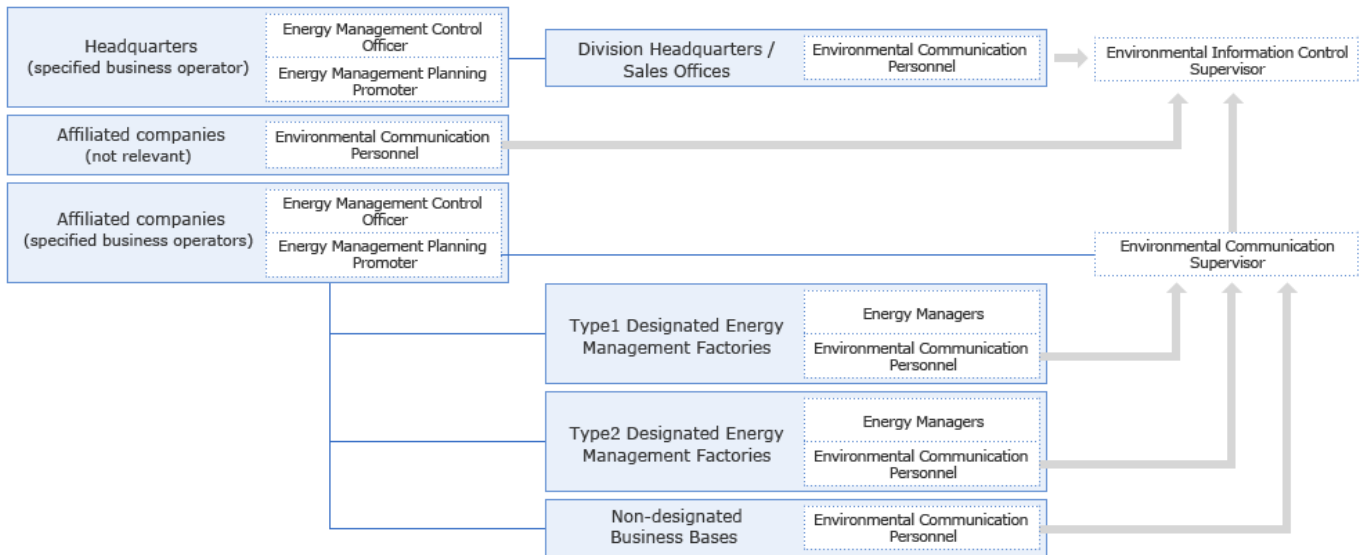 Headquarters
(specified business operator)
Energy Management Control
Officer
Energy Management Planning
Promoter
Division Headquarters /
Sales Offices
Environmental Communication
Personnel
Environmental Information Control
Supervisor
Affiliated companies
(not relevant)
Environmental Communication
Personnel
Affiliated companies
(specified business operators)
Energy Management Control
Officer
Energy Management Planning
Promoter
Environmental Communication
Supervisor
Type1 Designated Energy
Management Factories
Energy Managers
Environmental Communication
Personnel
Type2 Designated Energy
Management Factories
Energy Managers
Environmental Communication
Personnel
Non-designated
Business Bases
Environmental Communication
Personnel